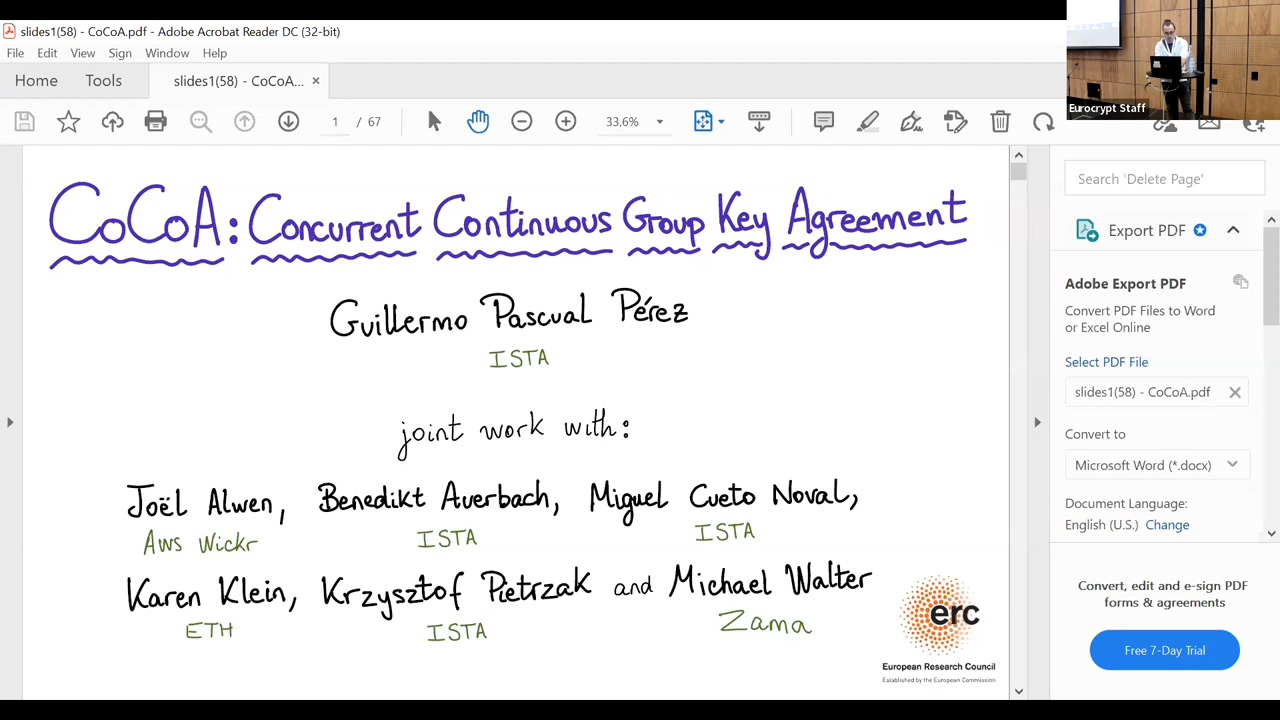 slides1(58) - CoCoA.pdf - Adobe Acrobat Reader DC (32-bit)
File Edit View Sign Window Help
Home Tools slides1(58) - CoCoA... ×
1 / 67 33,6%
Eurocrypt Staff
CoCoA: Concurrent Continuous Group Key Agreement
Guillermo Pascual Pérez
ISTA
joint work with:
Joël Alwen, Benedikt Auerbach, Miguel Cueto Noval,
AWS Wickr ISTA ISTA
Karen Klein, Krzysztof Pietrzak and Michael Walter
ETH ISTA Zama
erc
European Research Council
Established by the European Commission
Search 'Delete Page'
Export PDF
Adobe Export PDF
Convert PDF Files to Word
or Excel Online
Select PDF File
slides1(58) - CoCoA.pdf
Convert to
Microsoft Word (*.docx)
Document Language:
English (U.S.) Change
Convert, edit and e-sign PDF
forms & agreements
Free 7-Day Trial